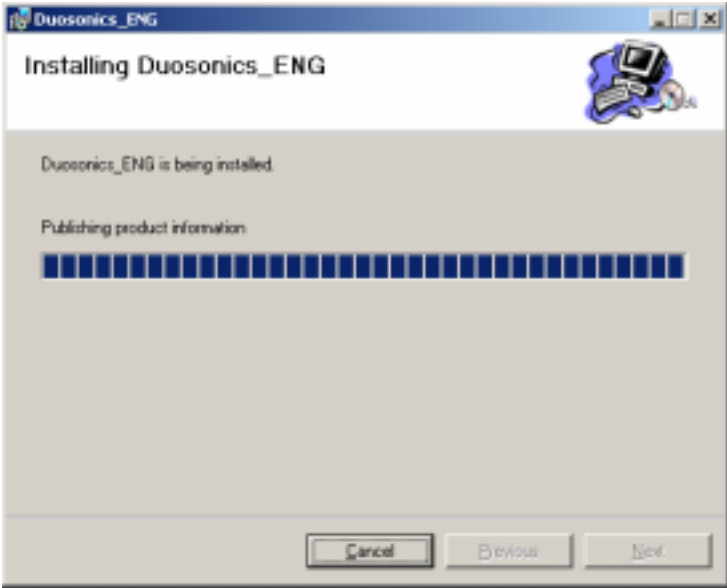 Duosonics_ENG
Installing Duosonics_ENG
Duosonics_ENG is being installed.
Publishing product information
Cancel
Previous
Next